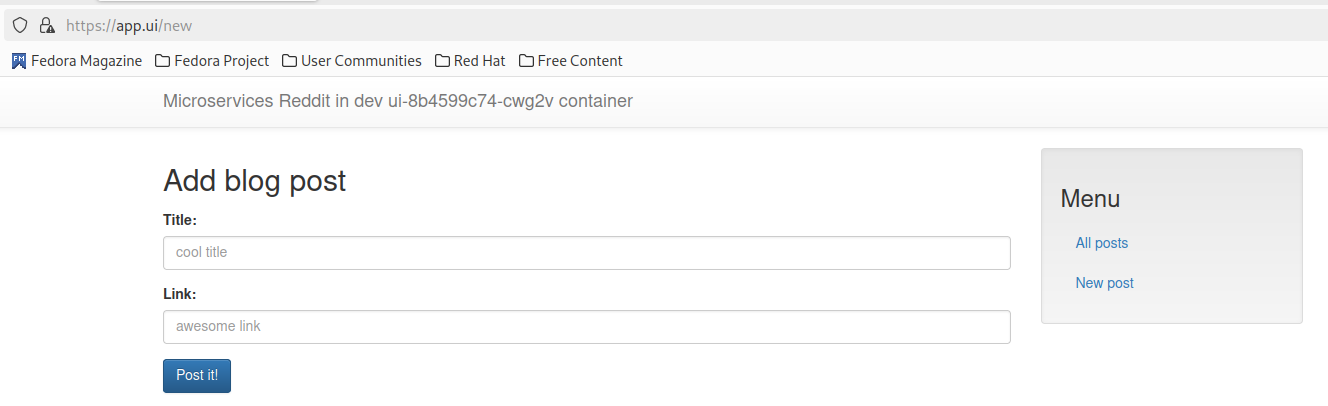 https://app.ui/new
Fedora Magazine Fedora Project User Communities Red Hat Free Content
Microservices Reddit in dev ui-8b4599c74-cwg2v container
Add blog post
Title:
cool title
Link:
awesome link
Post it!
Menu
All posts
New post